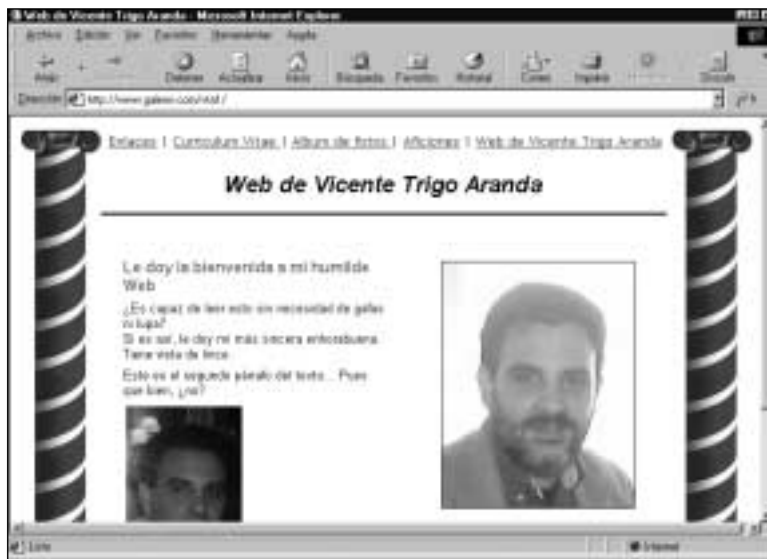 Web de Vicente Trigo Aranda - Microsoft Internet Explorer
Archivo Edición Ver Favoritos Herramientas Ayuda
Atrás Detener Actualizar Inicio Búsqueda Favoritos Historial Correo Imprimir Discutir
Dirección
Enlaces | Curriculum Vitae | Album de fotos | Aficiones | Web de Vicente Trigo Aranda
Web de Vicente Trigo Aranda
Le doy la bienvenida a mi humilde
Web
¿Es capaz de leer esto sin necesidad de gafas
ni lupa?
Si es así, le doy mi más sincera enhorabuena.
Tiene vista de lince.
Este es el segundo párrafo del texto... Pues
que bien, ¿no?
Listo Internet